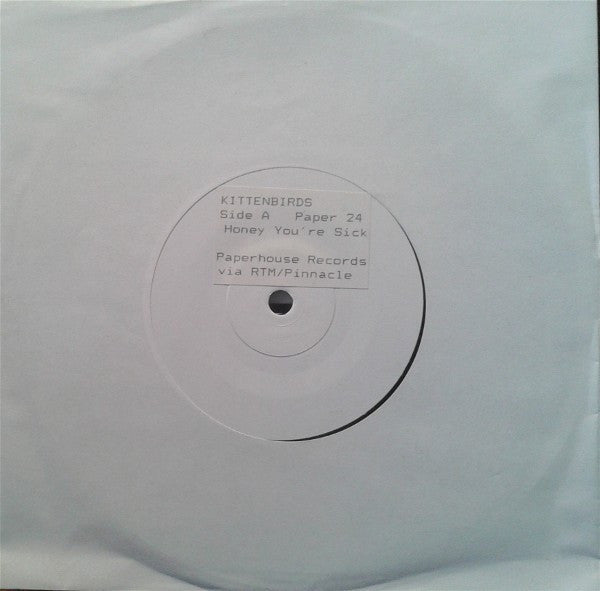 KITTENBIRDS
Side A Paper 24
Honey You're Sick
Paperhouse Records
via RTM/Pinnacle